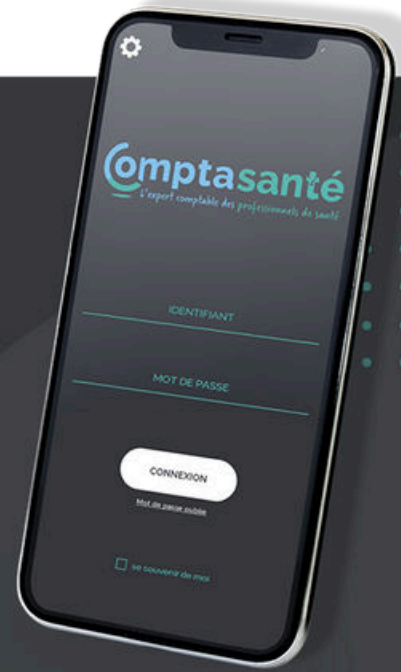 Comptasanté
L'expert comptable des professionnels de santé
IDENTIFIANT
MOT DE PASSE
CONNEXION
Mot de passe oublié
se souvenir de moi